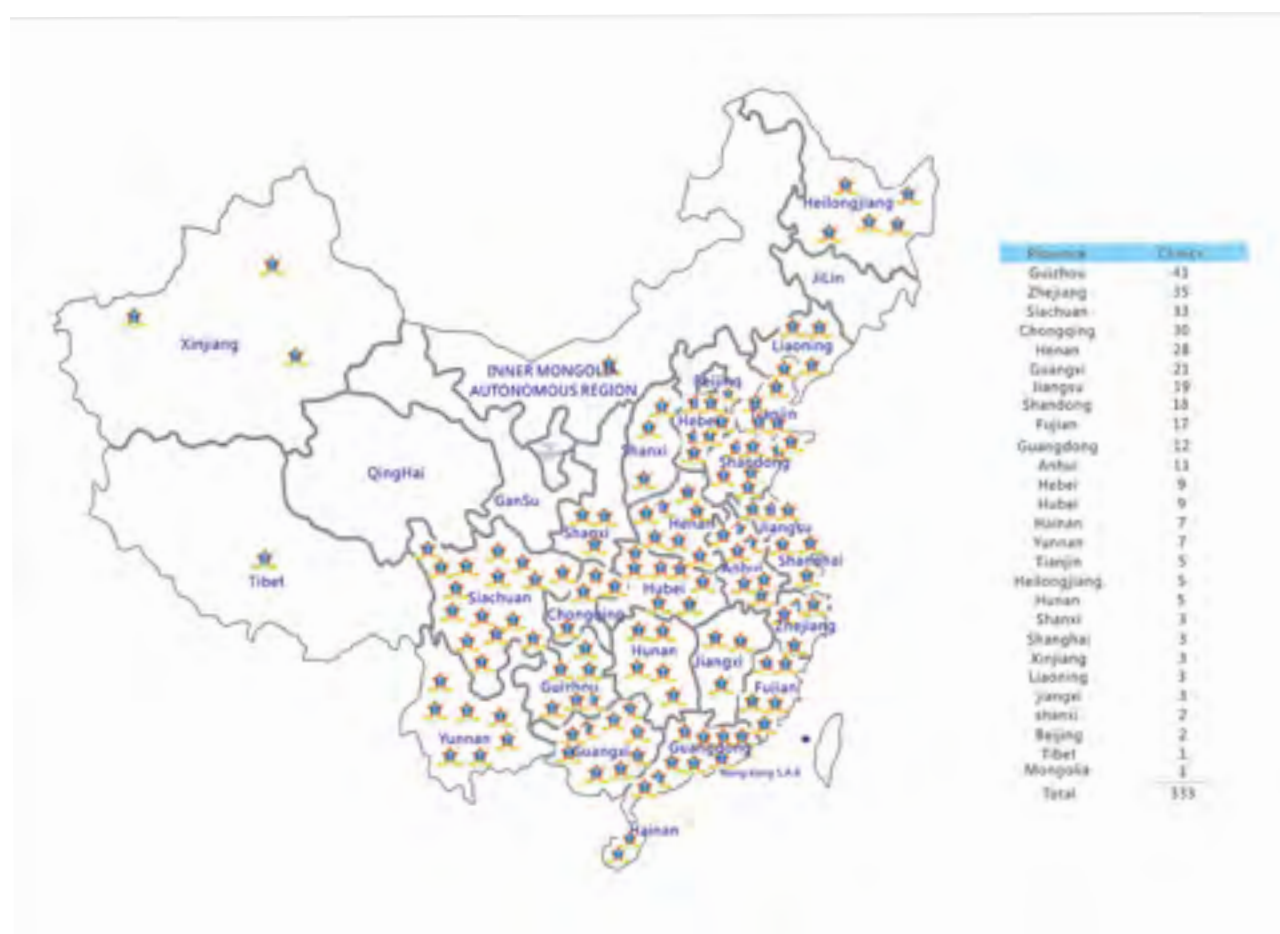 Heilongjiang
JiLin
Liaoning
Xinjiang
INNER MONGOLIA
AUTONOMOUS REGION
Beijing
Tianjin
Hebei
Shanxi
Shandong
QingHai
GanSu
Shanxi
Henan
Jiangsu
Anhui
Shanghai
Tibet
Siachuan
Hubei
Chongqing
Zhejiang
Hunan
Jiangxi
Guizhou
Fujian
Yunnan
Guangxi
Guangdong
Hong Kong S.A.R
Hainan
Province Clinics
Guizhou 43
Zhejiang 35
Siachuan 33
Chongqing 30
Henan 28
Guangxi 21
Jiangsu 19
Shandong 18
Fujian 17
Guangdong 12
Anhui 11
Hebei 9
Hubei 9
Hainan 7
Yunnan 7
Tianjin 5
Heilongjiang 5
Hunan 5
Shanxi 3
Shanghai 3
Xinjiang 3
Liaoning 3
jiangxi 3
shanxi 2
Beijing 2
Tibet 1
Mongolia 1
Total 333